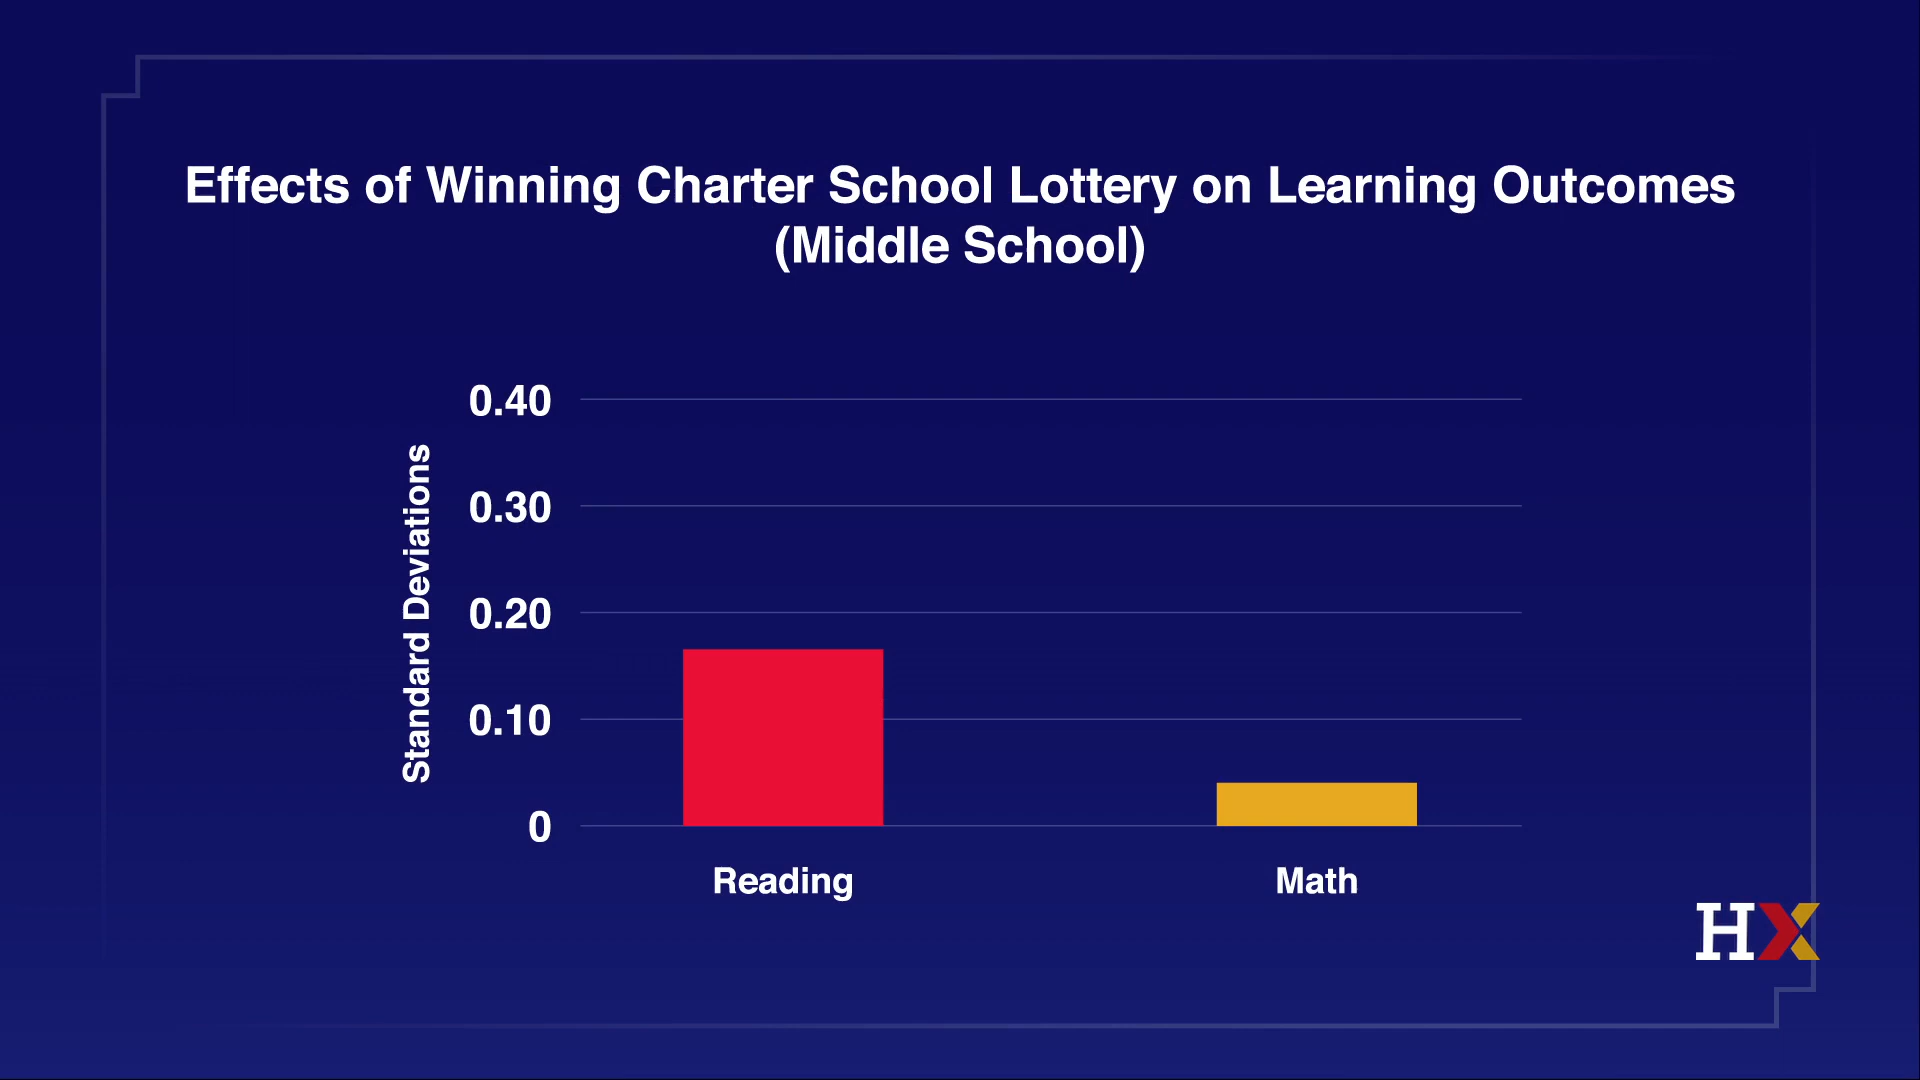 Effects of Winning Charter School Lottery on Learning Outcomes
(Middle School)
Standard Deviations
0.40
0.30
0.20
0.10
0
Reading
Math
HX